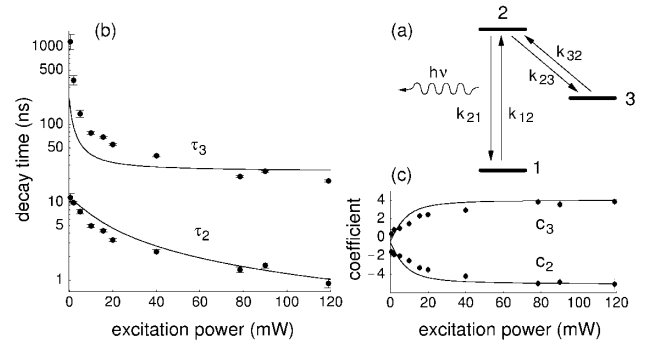 (b)
1000
500
100
50
10
5
1
decay time (ns)
τ3
τ2
0 20 40 60 80 100 120
excitation power (mW)
(a)
2
k32
k23
3
hν
k21
k12
1
(c)
4
2
0
−2
−4
coefficient
c3
c2
0 20 40 60 80 100 120
excitation power (mW)